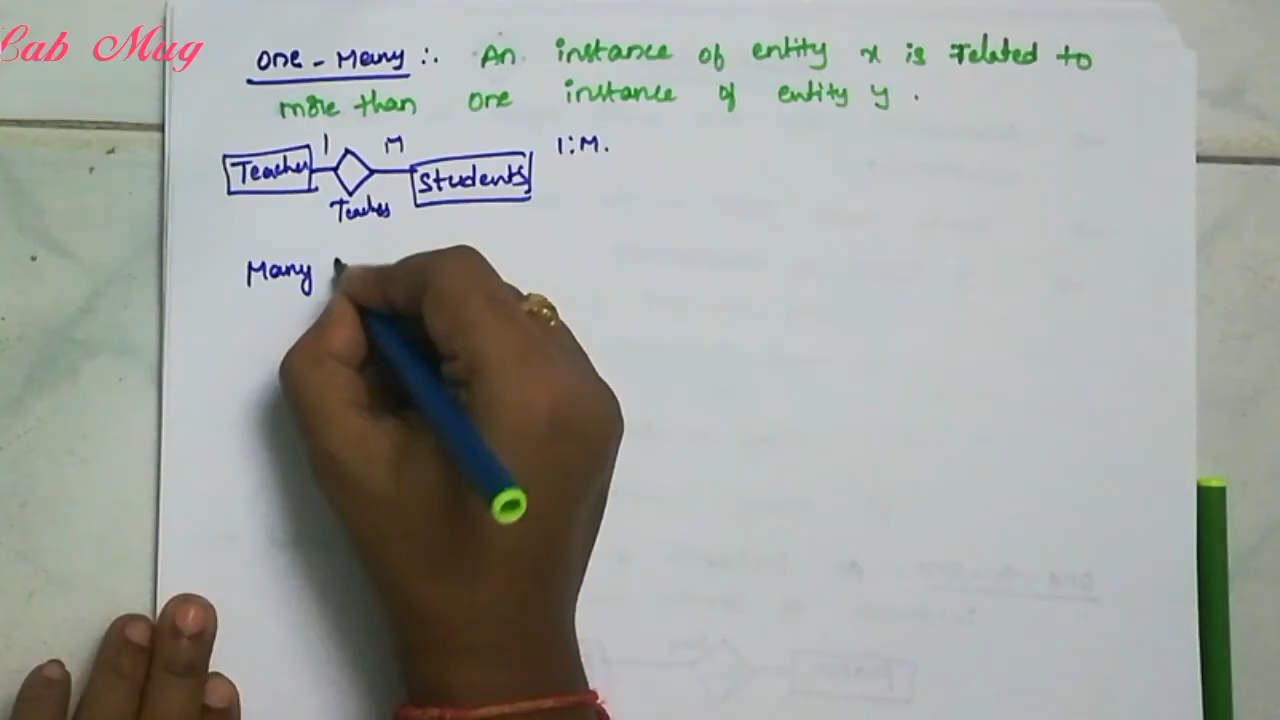 Lab Mug
One - Many :. An instance of entity x is related to
more than one instance of entity y .
1 M 1:M.
Teacher Students
Teaches
Many